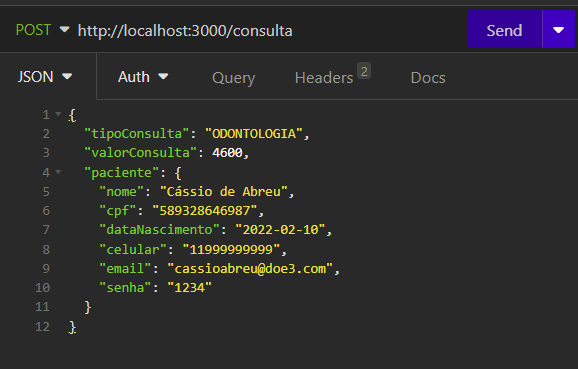 POST http://localhost:3000/consulta Send
JSON Auth Query Headers 2 Docs
1 {
2 "tipoConsulta": "ODONTOLOGIA",
3 "valorConsulta": 4600,
4 "paciente": {
5 "nome": "Cássio de Abreu",
6 "cpf": "589328646987",
7 "dataNascimento": "2022-02-10",
8 "celular": "11999999999",
9 "email": "cassioabreu@doe3.com",
10 "senha": "1234"
11 }
12 }